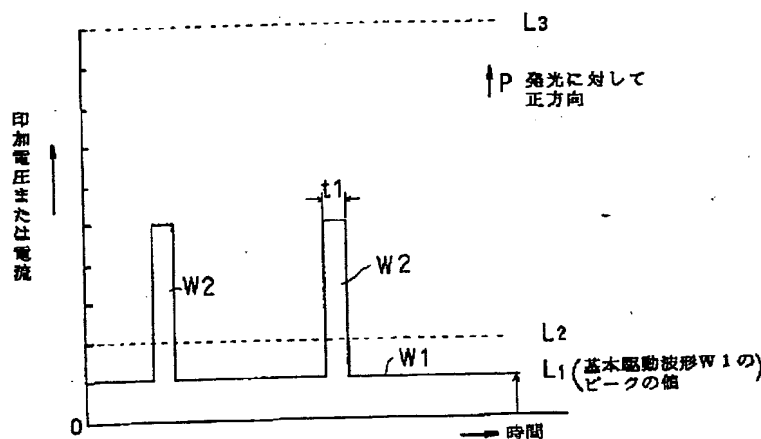 L3
P 発光に対して
正方向
印加電圧または電流
t1
W2
W2
L2
W1
L1(基本駆動波形W1の
ピークの値)
0
時間